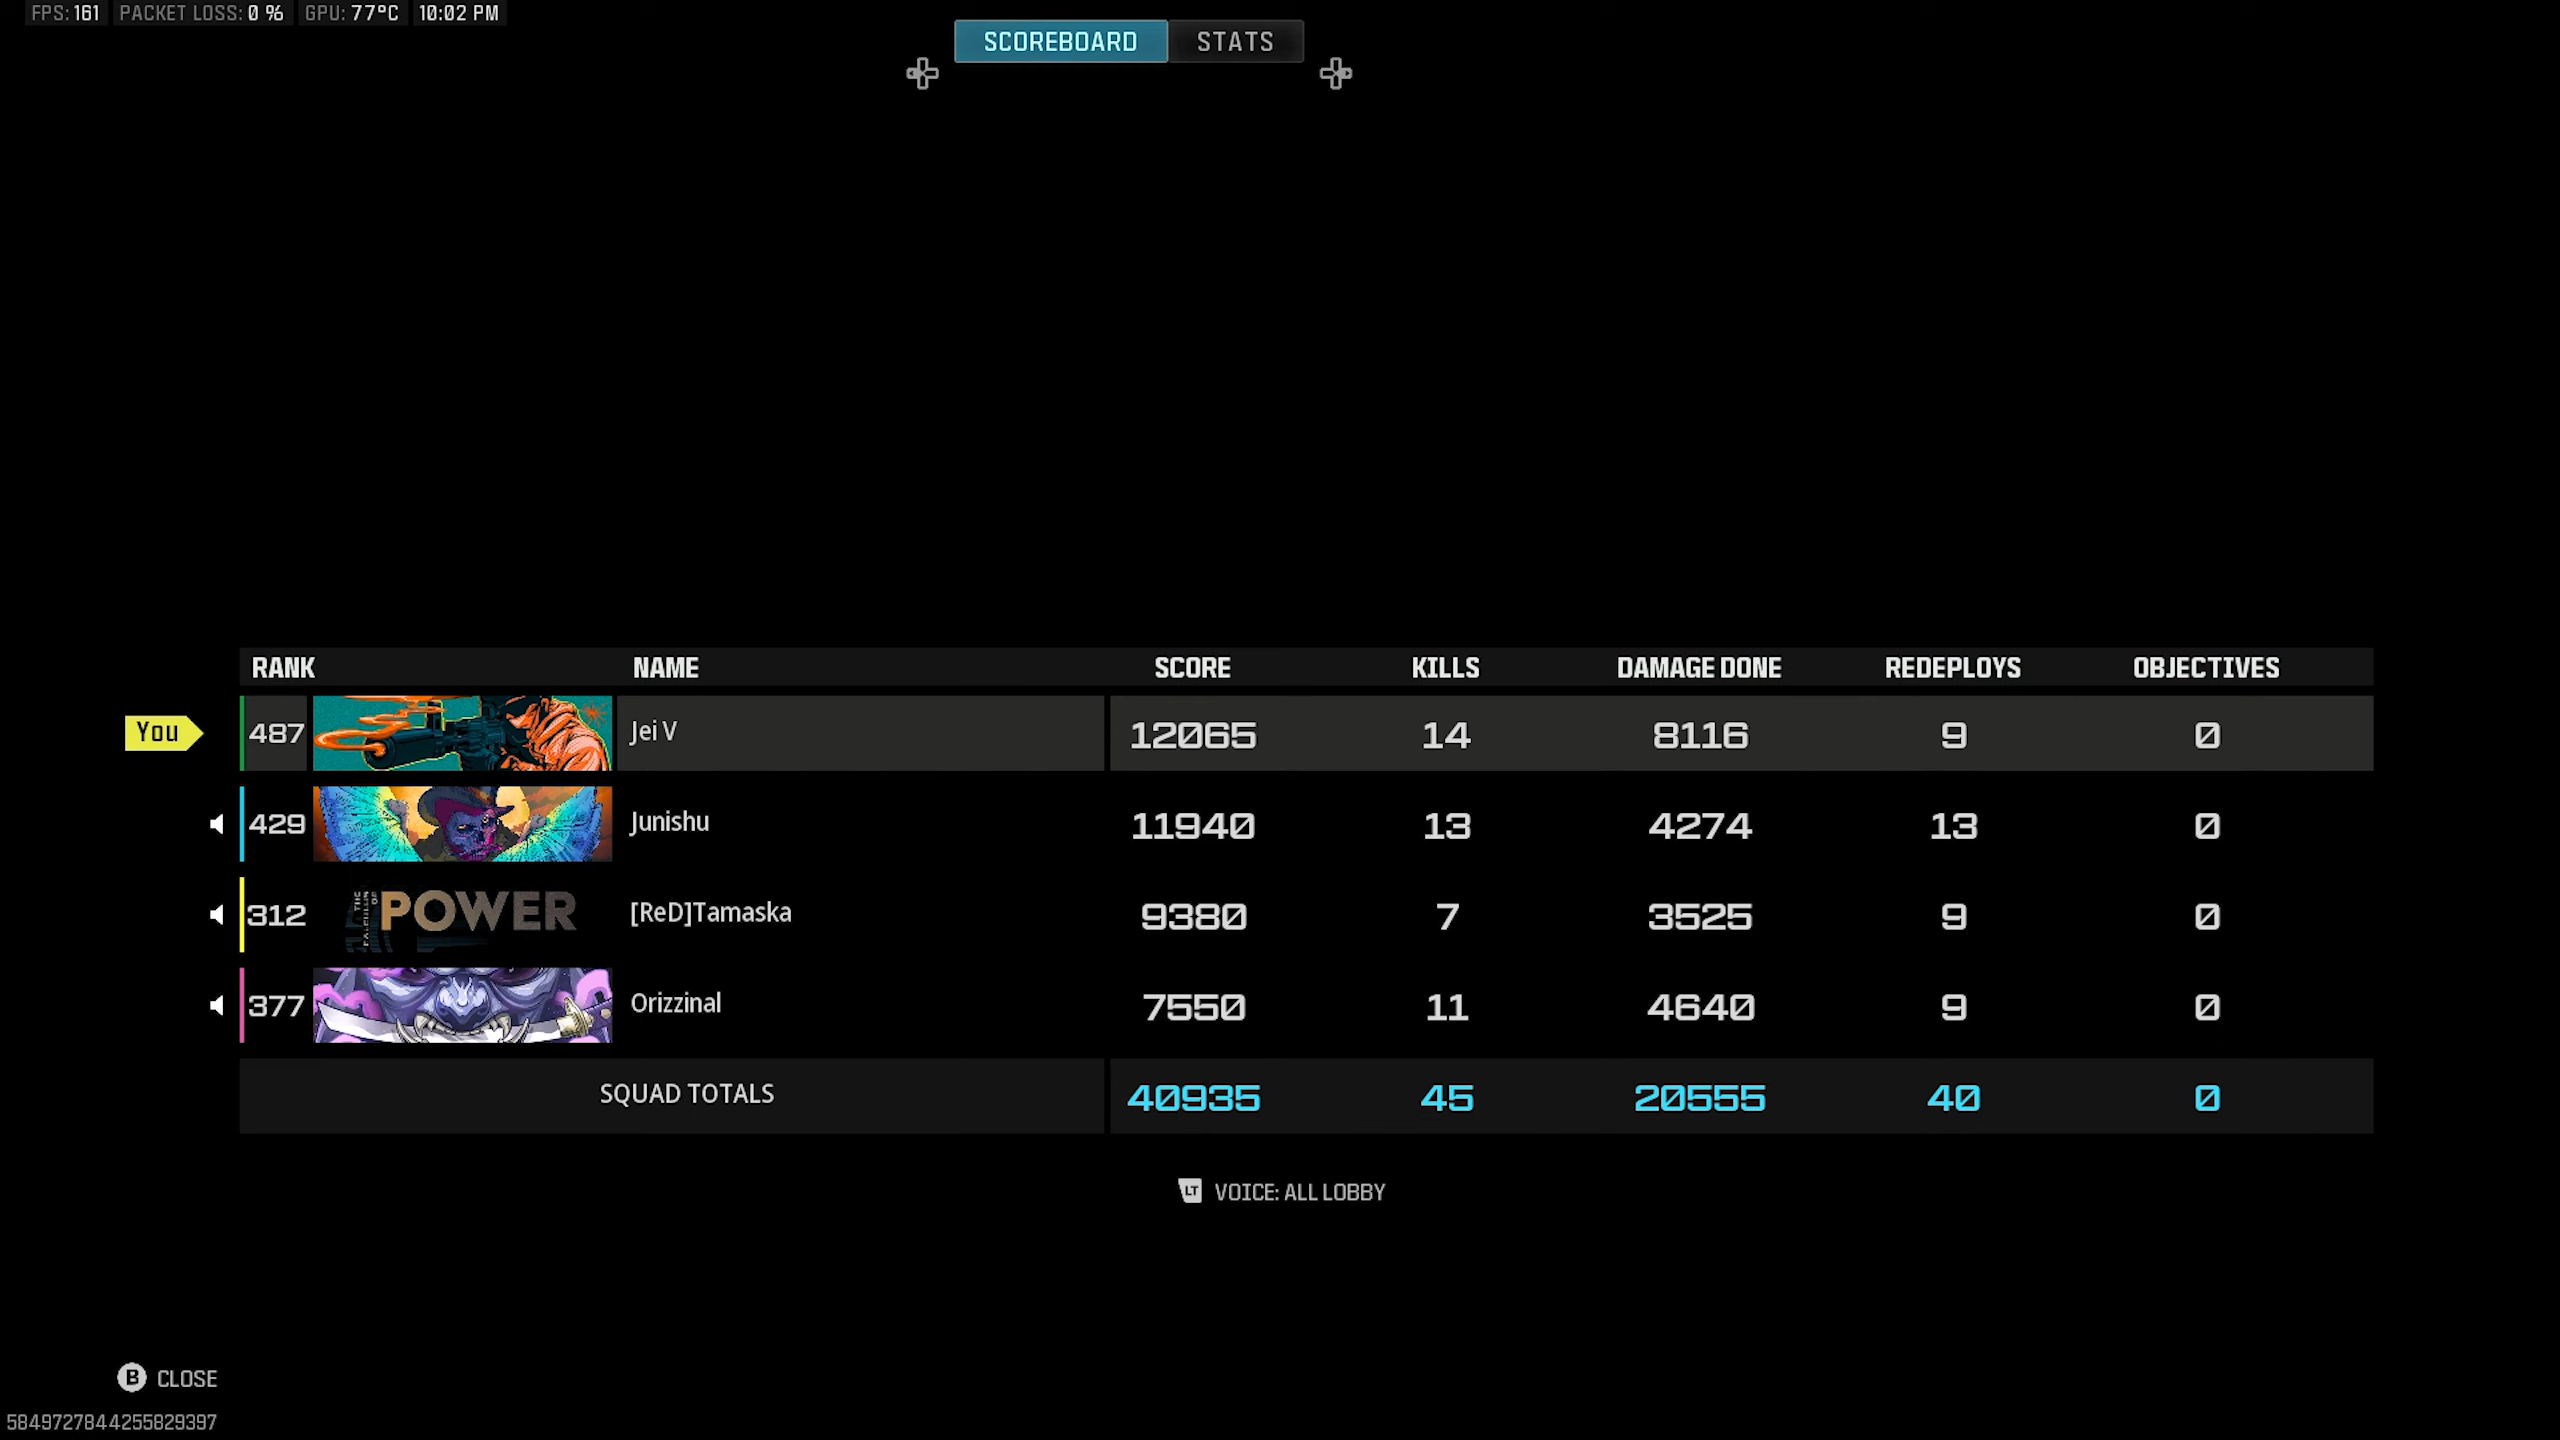 FPS: 161 PACKET LOSS: 0 % GPU: 77°C 10:02 PM
SCOREBOARD STATS
RANK NAME SCORE KILLS DAMAGE DONE REDEPLOYS OBJECTIVES
You 487 Jei V 12065 14 8116 9 0
429 Junishu 11940 13 4274 13 0
312 THE OF POWER [ReD]Tamaska 9380 7 3525 9 0
377 Orizzinal 7550 11 4640 9 0
SQUAD TOTALS 40935 45 20555 40 0
LT VOICE: ALL LOBBY
B CLOSE
5849727844255829397